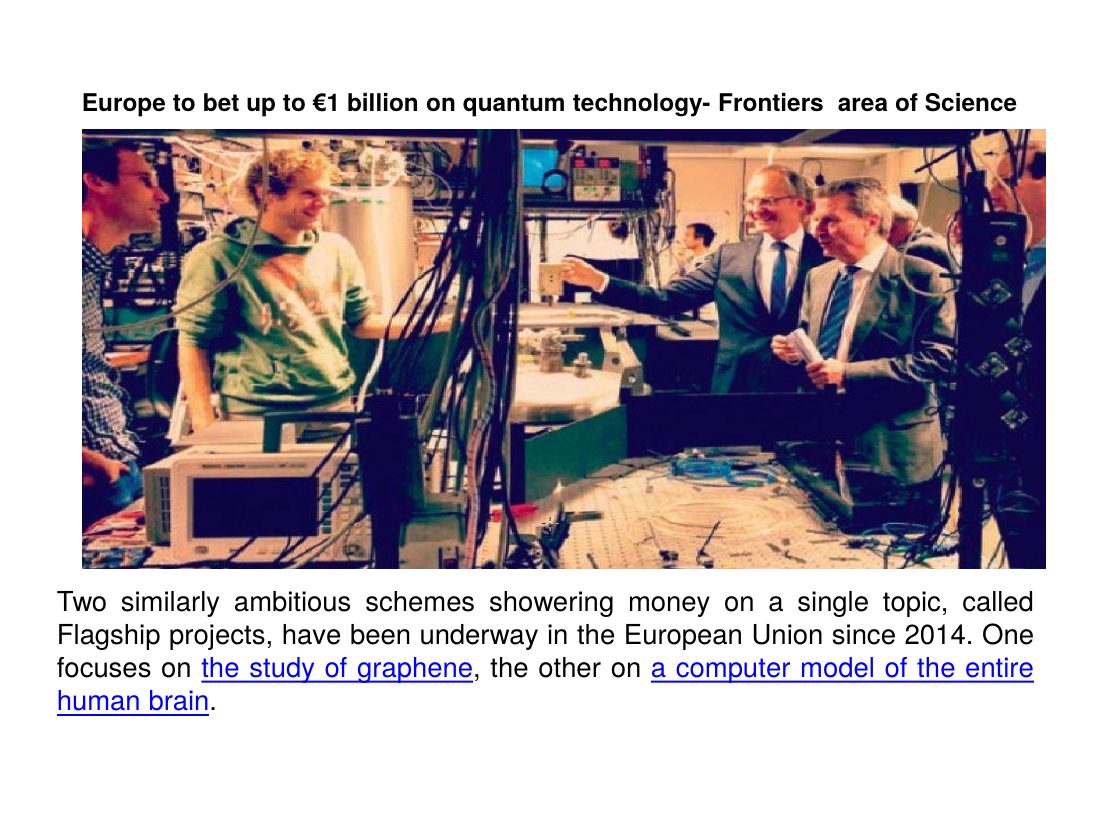 Europe to bet up to €1 billion on quantum technology- Frontiers  area of Science
Two similarly ambitious schemes showering money on a single topic, called
Flagship projects, have been underway in the European Union since 2014. One
focuses on the study of graphene, the other on a computer model of the entire
human brain.